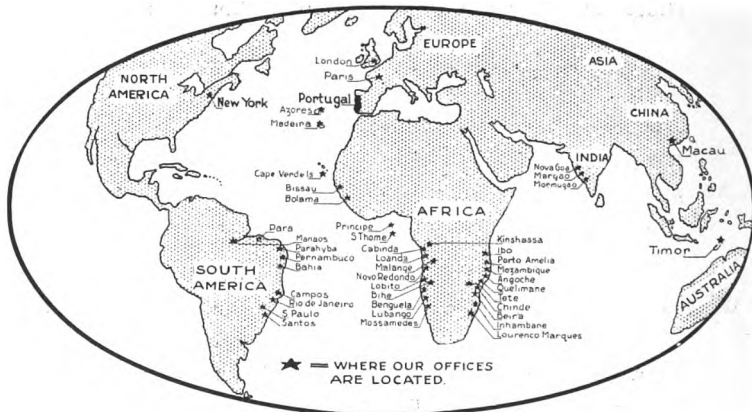 EUROPE
ASIA
London
Paris
NORTH
AMERICA
New York
Portugal
Azores
Madeira
CHINA
Macau
INDIA
Nova Goa
Margão
Mormugão
Cape Verde Is
Bissau
Bolama
AFRICA
Principe
S Thome
Para
Manaos
Parahyba
Pernambuco
Bahia
SOUTH
AMERICA
Campos
Rio de Janeiro
S Paulo
Santos
Cabinda
Loanda
Malange
Novo Redondo
Lobito
Bihe
Benguela
Lubango
Mossamedes
Kinshassa
Ibo
Porto Amelia
Mozambique
Angoche
Quelimane
Tete
Chinde
Beira
Inhambane
Lourenco Marques
Timor
AUSTRALIA
= WHERE OUR OFFICES
ARE LOCATED.